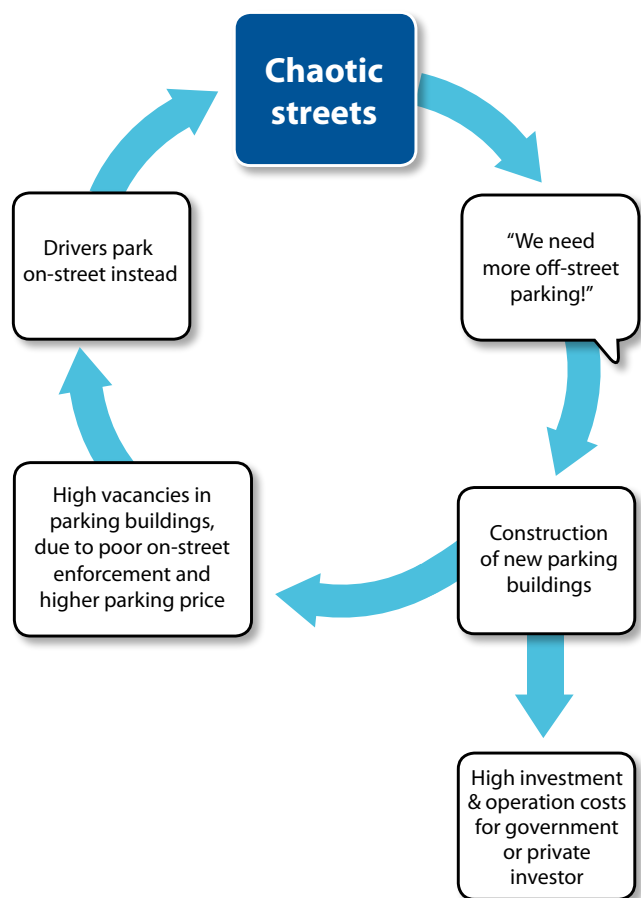 Chaotic
streets
“We need
more off-street
parking!”
Construction
of new parking
buildings
High investment
& operation costs
for government
or private
investor
High vacancies in
parking buildings,
due to poor on-street
enforcement and
higher parking price
Drivers park
on-street instead